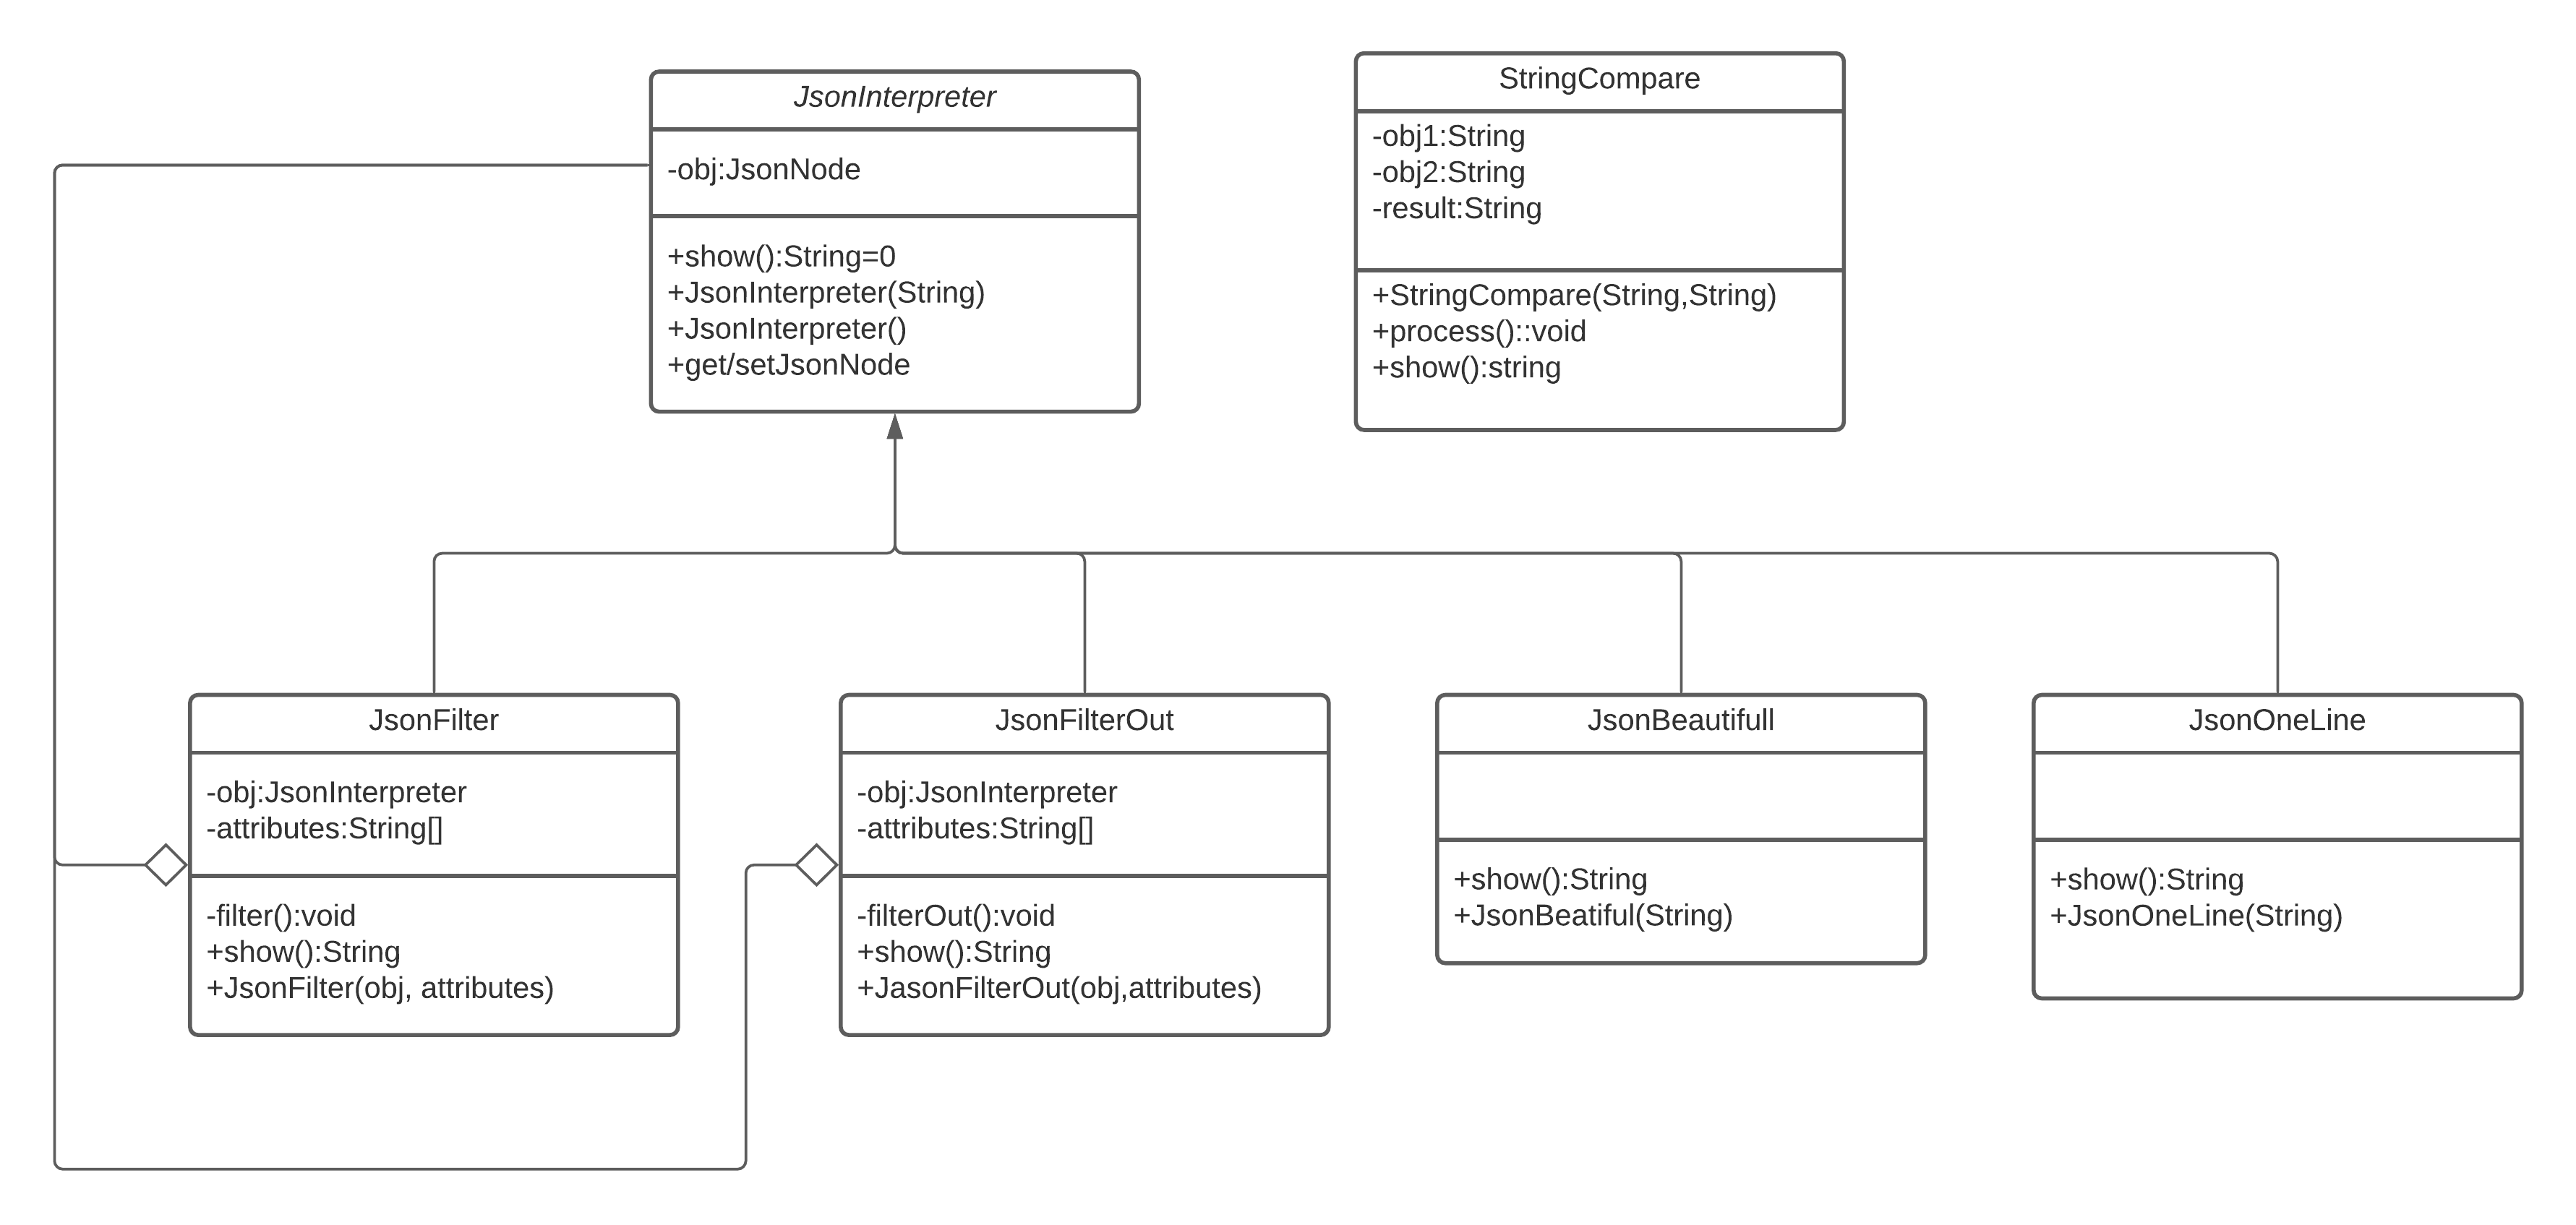 JsonInterpreter
-obj:JsonNode
+show():String=0
+JsonInterpreter(String)
+JsonInterpreter()
+get/setJsonNode
StringCompare
-obj1:String
-obj2:String
-result:String
+StringCompare(String,String)
+process()::void
+show():string
JsonFilter
-obj:JsonInterpreter
-attributes:String[]
-filter():void
+show():String
+JsonFilter(obj, attributes)
JsonFilterOut
-obj:JsonInterpreter
-attributes:String[]
-filterOut():void
+show():String
+JasonFilterOut(obj,attributes)
JsonBeautifull
+show():String
+JsonBeatiful(String)
JsonOneLine
+show():String
+JsonOneLine(String)